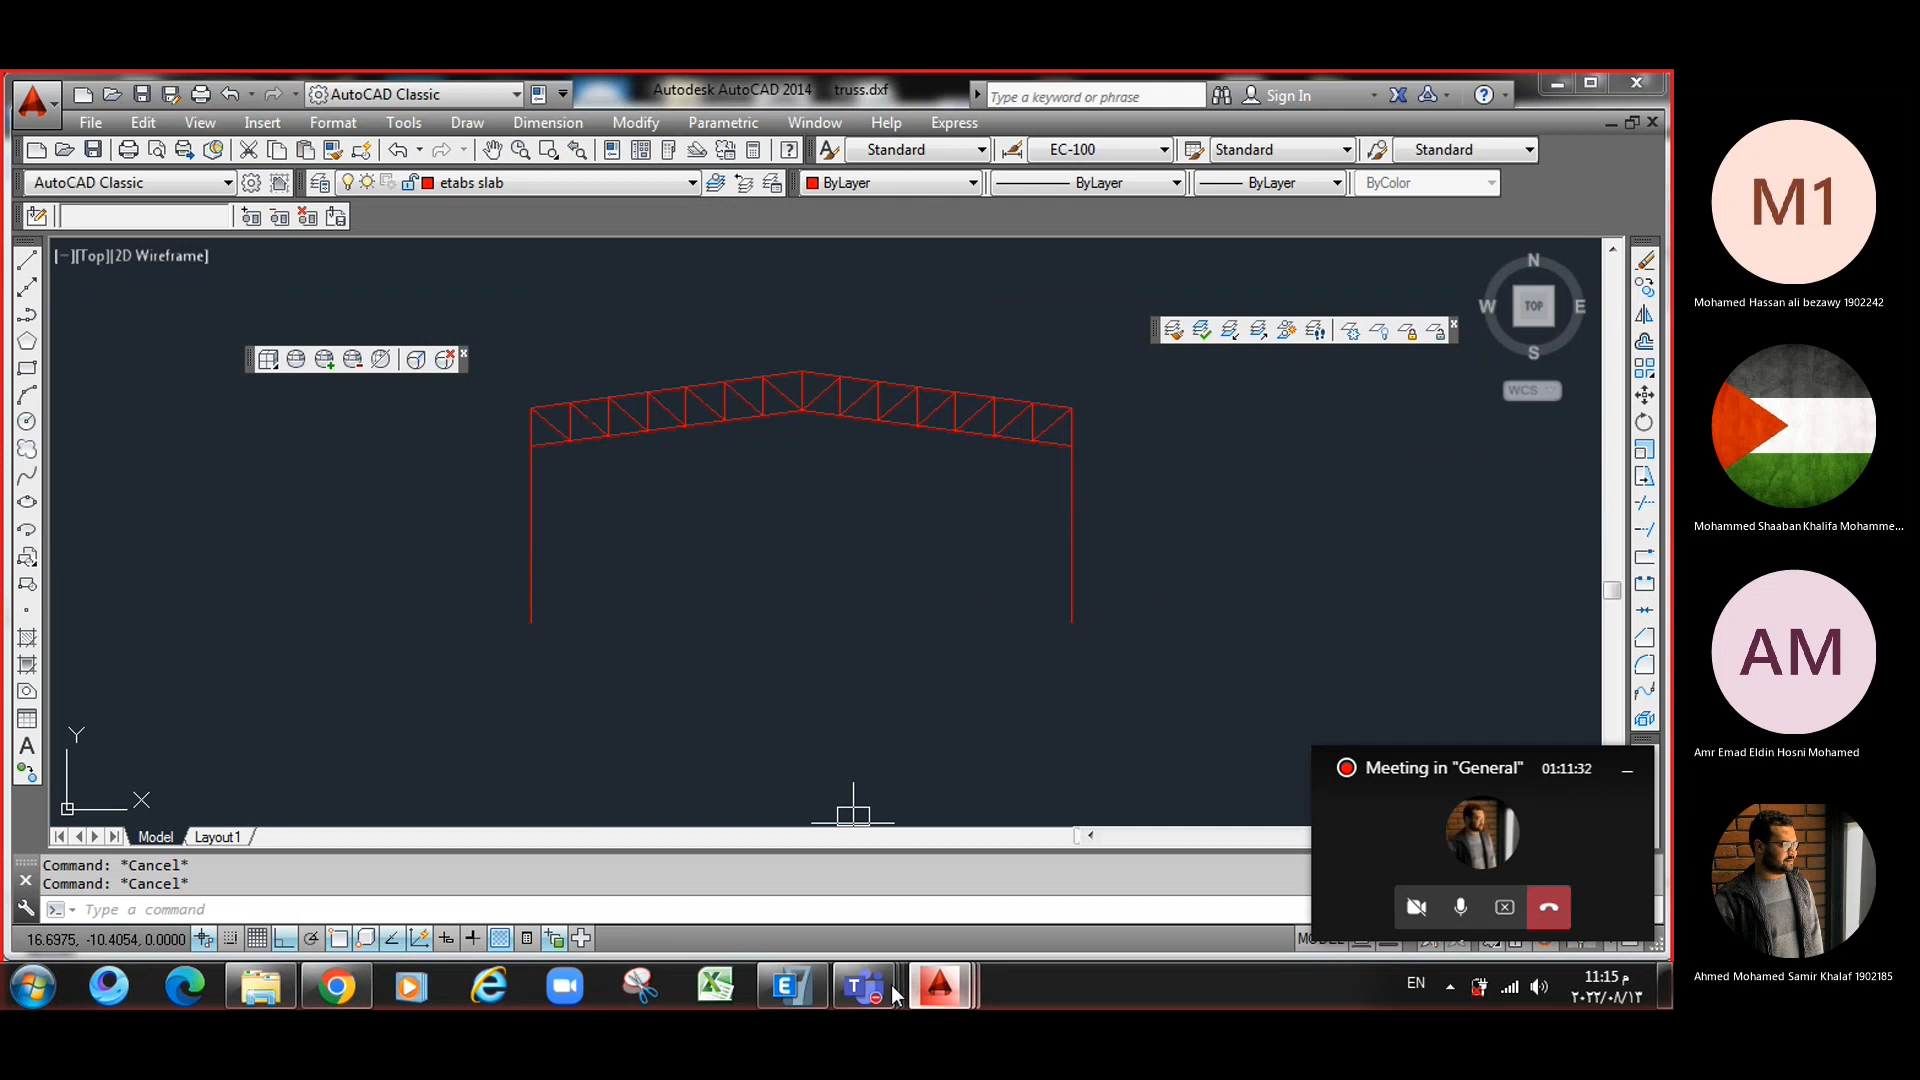 AutoCAD Classic
Autodesk AutoCAD 2014 truss.dxf
Type a keyword or phrase
Sign In
File Edit View Insert Format Tools Draw Dimension Modify Parametric Window Help Express
Standard EC-100 Standard Standard
AutoCAD Classic etabs slab ByLayer ByLayer ByLayer ByColor
[−][Top][2D Wireframe]
N
W TOP E
S
WCS
Y
X
Model Layout1
Command: *Cancel*
Command: *Cancel*
Type a command
16.6975, -10.4054, 0.0000
Meeting in "General" 01:11:32
EN
11:15 م
٢٠٢٢/٠٨/١٣
M1
Mohamed Hassan ali bezawy 1902242
Mohammed Shaaban Khalifa Mohamme...
AM
Amr Emad Eldin Hosni Mohamed
Ahmed Mohamed Samir Khalaf 1902185